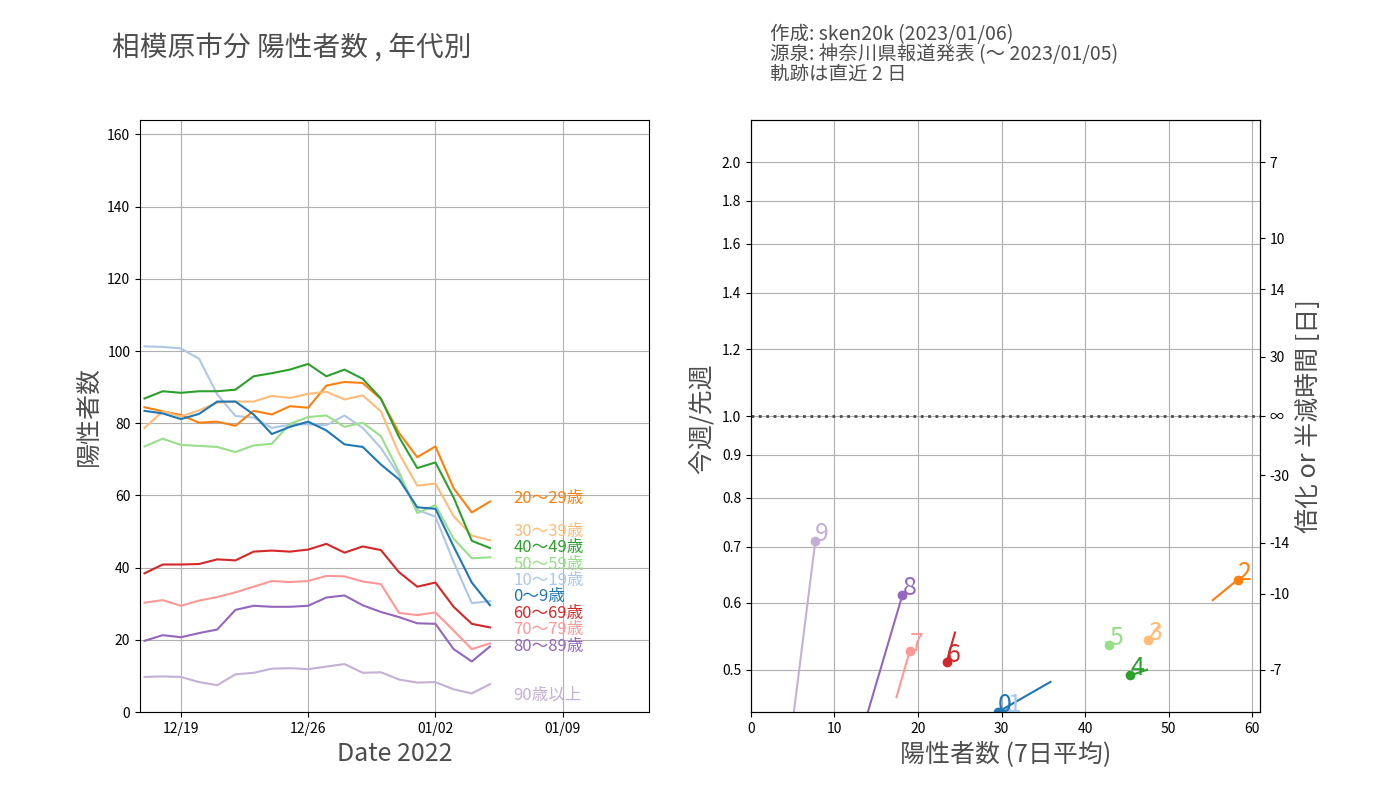 相模原市分 陽性者数 , 年代別
作成: sken20k (2023/01/06)
源泉: 神奈川県報道発表 (～ 2023/01/05)
軌跡は直近 2 日
陽性者数
160
140
120
100
80
60
40
20
0
12/19
12/26
01/02
01/09
Date 2022
20～29歳
30～39歳
40～49歳
50～59歳
10～19歳
0～9歳
60～69歳
70～79歳
80～89歳
90歳以上
今週/先週
2.0
1.8
1.6
1.4
1.2
1.0
0.9
0.8
0.7
0.6
0.5
0
10
20
30
40
50
60
陽性者数 (7日平均)
9
8
7
6
0
1
5
4
3
2
7
10
14
30
∞
-30
-14
-10
-7
倍化 or 半減時間 [日]